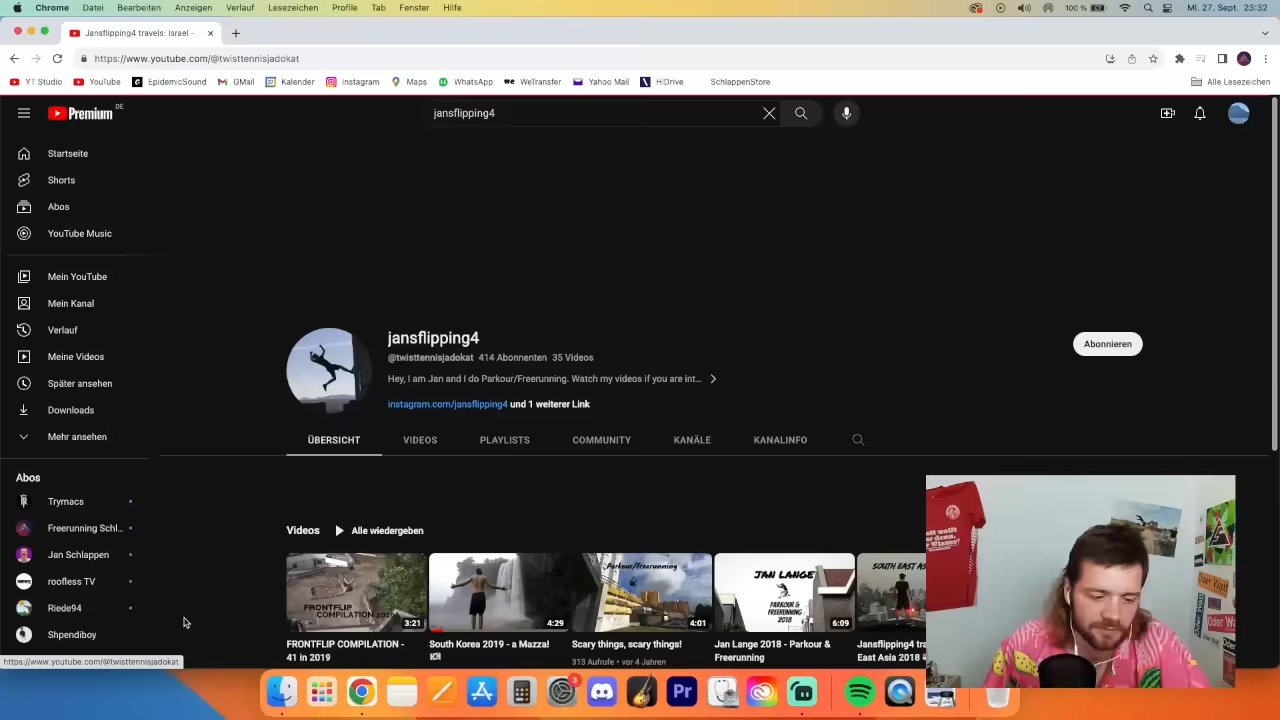 Chrome Datei Bearbeiten Anzeigen Verlauf Lesezeichen Profile Tab Fenster Hilfe 100 % Mi. 27. Sept. 23:32
Jansflipping4 travels: Israel -
https://www.youtube.com/@twisttennisjadokat
YT Studio YouTube EpidemicSound GMail Kalender Instagram Maps WhatsApp WeTransfer Yahoo Mail HiDrive SchlappenStore Alle Lesezeichen
Premium DE
jansflipping4
Startseite
Shorts
Abos
YouTube Music
Mein YouTube
Mein Kanal
Verlauf
Meine Videos
Später ansehen
Downloads
Mehr ansehen
Abos
Trymacs
Freerunning Schl...
Jan Schlappen
roofless TV
Riede94
Shpendiboy
https://www.youtube.com/@twisttennisjadokat
jansflipping4
@twisttennisjadokat 414 Abonnenten 35 Videos
Hey, I am Jan and I do Parkour/Freerunning. Watch my videos if you are int...
instagram.com/jansflipping4 und 1 weiterer Link
Abonnieren
ÜBERSICHT VIDEOS PLAYLISTS COMMUNITY KANÄLE KANALINFO
Videos Alle wiedergeben
FRONTFLIP
COMPILATION
3:21
4:29
Parkour/Freerunning
4:01
JAN LANGE
PARKOUR &
FREERUNNING
2018
6:09
SOUTH EAST AS
FRONTFLIP COMPILATION -
41 in 2019
South Korea 2019 - a Mazza!
Scary things, scary things!
313 Aufrufe • vor 4 Jahren
Jan Lange 2018 - Parkour &
Freerunning
Jansflipping4 tra
East Asia 2018
3
Pr
Oder Watt